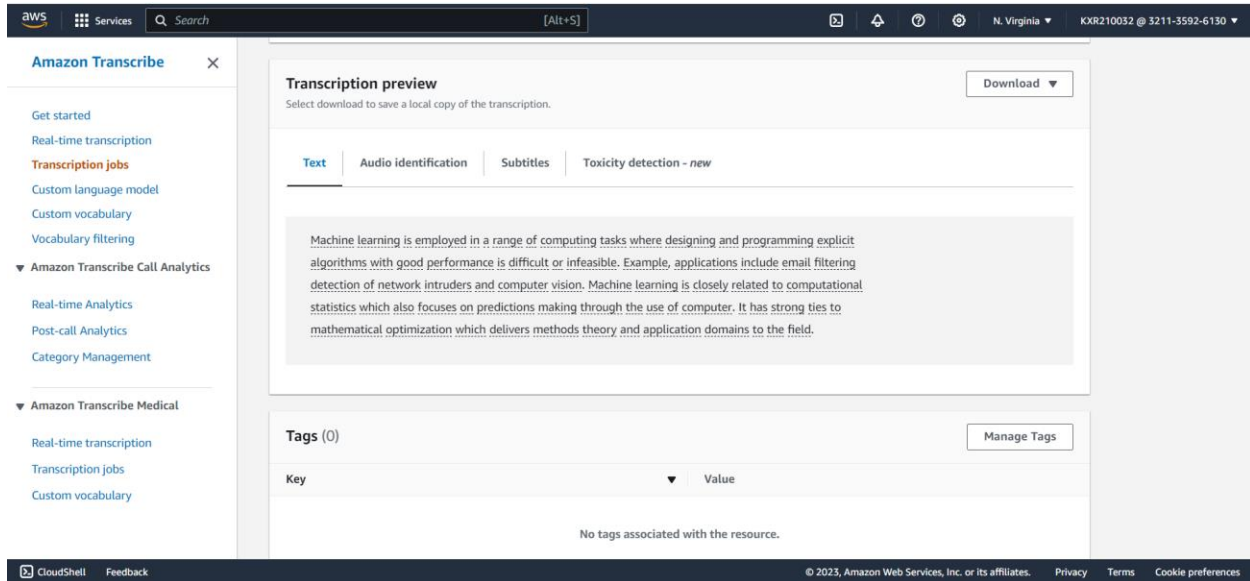 aws Services Search [Alt+S] N. Virginia KXR210032 @ 3211-3592-6130
Amazon Transcribe
Get started
Real-time transcription
Transcription jobs
Custom language model
Custom vocabulary
Vocabulary filtering
Amazon Transcribe Call Analytics
Real-time Analytics
Post-call Analytics
Category Management
Amazon Transcribe Medical
Real-time transcription
Transcription jobs
Custom vocabulary
Transcription preview
Select download to save a local copy of the transcription.
Download
Text Audio identification Subtitles Toxicity detection - new
Machine learning is employed in a range of computing tasks where designing and programming explicit
algorithms with good performance is difficult or infeasible. Example, applications include email filtering
detection of network intruders and computer vision. Machine learning is closely related to computational
statistics which also focuses on predictions making through the use of computer. It has strong ties to
mathematical optimization which delivers methods theory and application domains to the field.
Tags (0)
Manage Tags
Key Value
No tags associated with the resource.
CloudShell Feedback © 2023, Amazon Web Services, Inc. or its affiliates. Privacy Terms Cookie preferences